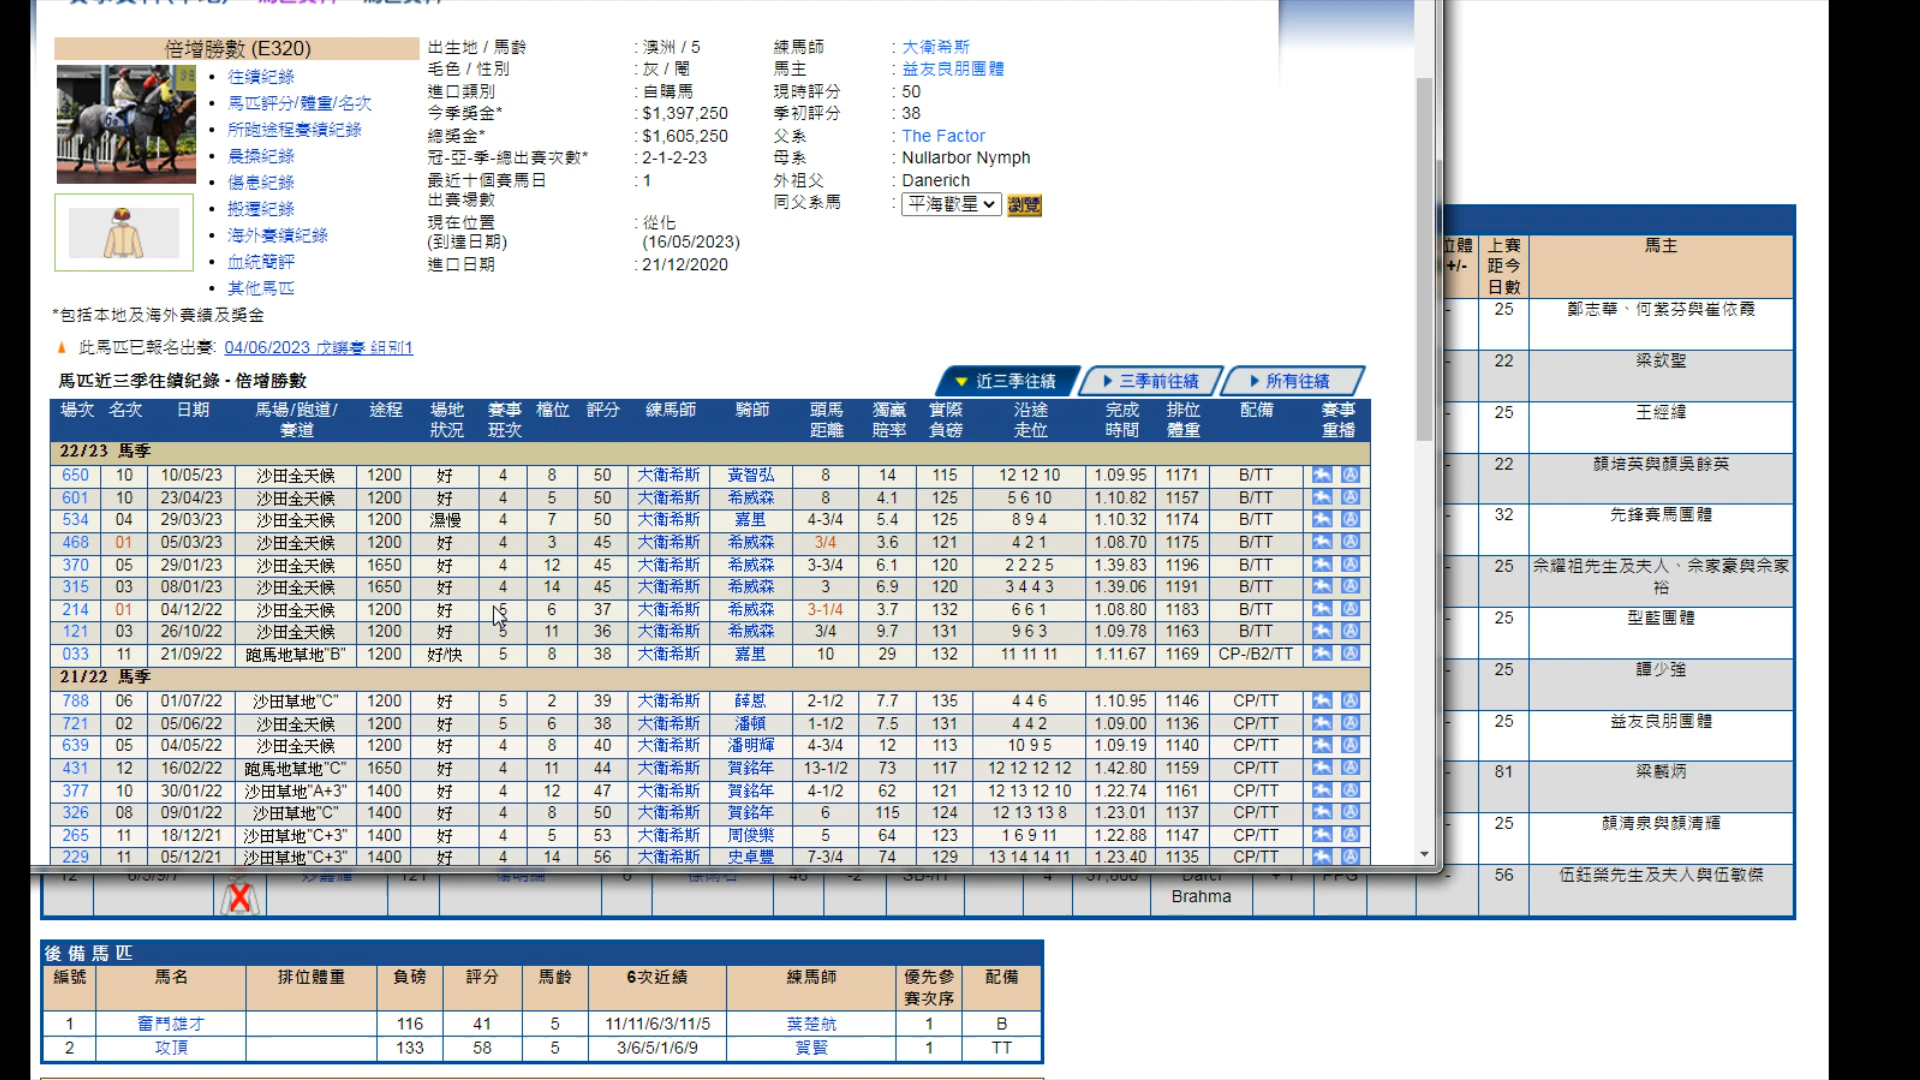 倍增勝數 (E320)
往績紀錄
馬匹評分/體重/名次
所跑途程賽績紀錄
晨操紀錄
傷患紀錄
搬遷紀錄
海外賽績紀錄
血統簡評
其他馬匹
出生地 / 馬齡 : 澳洲 / 5 練馬師 : 大衛希斯
毛色 / 性別 : 灰 / 閹 馬主 : 益友良朋團體
進口類別 : 自購馬 現時評分 : 50
今季獎金* : $1,397,250 季初評分 : 38
總獎金* : $1,605,250 父系 : The Factor
冠-亞-季-總出賽次數* : 2-1-2-23 母系 : Nullarbor Nymph
最近十個賽馬日 : 1 外祖父 : Danerich
出賽場數 同父系馬 : 平海歡星 瀏覽
現在位置 : 從化
(到達日期) (16/05/2023)
進口日期 : 21/12/2020
*包括本地及海外賽績及獎金
此馬匹已報名出賽: 04/06/2023 戊讓賽 組別1
馬匹近三季往績紀錄 - 倍增勝數
近三季往績 三季前往績 所有往績
場次 名次 日期 馬場/跑道/ 途程 場地 賽事 檔位 評分 練馬師 騎師 頭馬 獨贏 實際 沿途 完成 排位 配備 賽事
賽道 狀況 班次 距離 賠率 負磅 走位 時間 體重 重播
22/23 馬季
650 10 10/05/23 沙田全天候 1200 好 4 8 50 大衛希斯 黃智弘 8 14 115 12 12 10 1.09.95 1171 B/TT
601 10 23/04/23 沙田全天候 1200 好 4 5 50 大衛希斯 希威森 8 4.1 125 5 6 10 1.10.82 1157 B/TT
534 04 29/03/23 沙田全天候 1200 濕慢 4 7 50 大衛希斯 嘉里 4-3/4 5.4 125 8 9 4 1.10.32 1174 B/TT
468 01 05/03/23 沙田全天候 1200 好 4 3 45 大衛希斯 希威森 3/4 3.6 121 4 2 1 1.08.70 1175 B/TT
370 05 29/01/23 沙田全天候 1650 好 4 12 45 大衛希斯 希威森 3-3/4 6.1 120 2 2 2 5 1.39.83 1196 B/TT
315 03 08/01/23 沙田全天候 1650 好 4 14 45 大衛希斯 希威森 3 6.9 120 3 4 4 3 1.39.06 1191 B/TT
214 01 04/12/22 沙田全天候 1200 好 5 6 37 大衛希斯 希威森 3-1/4 3.7 132 6 6 1 1.08.80 1183 B/TT
121 03 26/10/22 沙田全天候 1200 好 5 11 36 大衛希斯 希威森 3/4 9.7 131 9 6 3 1.09.78 1163 B/TT
033 11 21/09/22 跑馬地草地"B" 1200 好/快 5 8 38 大衛希斯 嘉里 10 29 132 11 11 11 1.11.67 1169 CP-/B2/TT
21/22 馬季
788 06 01/07/22 沙田草地"C" 1200 好 5 2 39 大衛希斯 薛恩 2-1/2 7.7 135 4 4 6 1.10.95 1146 CP/TT
721 02 05/06/22 沙田全天候 1200 好 5 6 38 大衛希斯 潘頓 1-1/2 7.5 131 4 4 2 1.09.00 1136 CP/TT
639 05 04/05/22 沙田全天候 1200 好 4 8 40 大衛希斯 潘明輝 4-3/4 12 113 10 9 5 1.09.19 1140 CP/TT
431 12 16/02/22 跑馬地草地"C" 1650 好 4 11 44 大衛希斯 賀銘年 13-1/2 73 117 12 12 12 12 1.42.80 1159 CP/TT
377 10 30/01/22 沙田草地"A+3" 1400 好 4 12 47 大衛希斯 賀銘年 4-1/2 62 121 12 13 12 10 1.22.74 1161 CP/TT
326 08 09/01/22 沙田草地"C" 1400 好 4 8 50 大衛希斯 賀銘年 6 115 124 12 13 13 8 1.23.01 1137 CP/TT
265 11 18/12/21 沙田草地"C+3" 1400 好 4 5 53 大衛希斯 周俊樂 5 64 123 1 6 9 11 1.22.88 1147 CP/TT
229 11 05/12/21 沙田草地"C+3" 1400 好 4 14 56 大衛希斯 史卓豐 7-3/4 74 129 13 14 14 11 1.23.40 1135 CP/TT
位體 上賽 馬主
+/- 距今
日數
- 25 鄭志華、何紫芬與崔依霞
- 22 梁欽聖
- 25 王經緯
- 22 顏培英與顏吳餘英
- 32 先鋒賽馬團體
- 25 佘耀祖先生及夫人、佘家豪與佘家
裕
- 25 型藍團體
- 25 譚少強
- 25 益友良朋團體
- 81 梁麟炳
- 25 顏清泉與顏清輝
- 56 伍鈺榮先生及夫人與伍敏傑
Brahma
後備馬匹
編號 馬名 排位體重 負磅 評分 馬齡 6次近績 練馬師 優先參 配備
賽次序
1 奮鬥雄才 116 41 5 11/11/6/3/11/5 葉楚航 1 B
2 攻頂 133 58 5 3/6/5/1/6/9 賀賢 1 TT